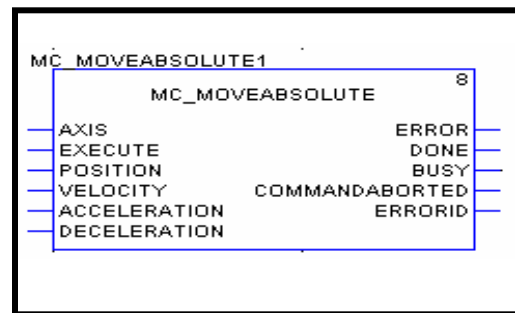 MC_MOVEABSOLUTE1
8
MC_MOVEABSOLUTE
AXIS ERROR
EXECUTE DONE
POSITION BUSY
VELOCITY COMMANDABORTED
ACCELERATION ERRORID
DECELERATION